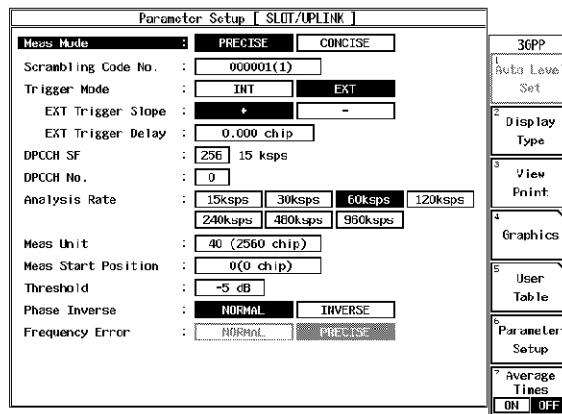 Parameter Setup [ SLOT/UPLINK ]
Meas Mode : PRECISE CONCISE
Scrambling Code No. : 000001(1)
Trigger Mode : INT EXT
EXT Trigger Slope : + -
EXT Trigger Delay : 0.000 chip
DPCCH SF : 256 15 ksps
DPCCH No. : 0
Analysis Rate : 15ksps 30ksps 60ksps 120ksps
240ksps 480ksps 960ksps
Meas Unit : 40 (2560 chip)
Meas Start Position : 0(0 chip)
Threshold : -5 dB
Phase Inverse : NORMAL INVERSE
Frequency Error : NORMAL PRECISE
3GPP
1
Auto Level
Set
2
Display
Type
3
View
Point
4
Graphics
5
User
Table
6
Parameter
Setup
7
Average
Times
ON OFF